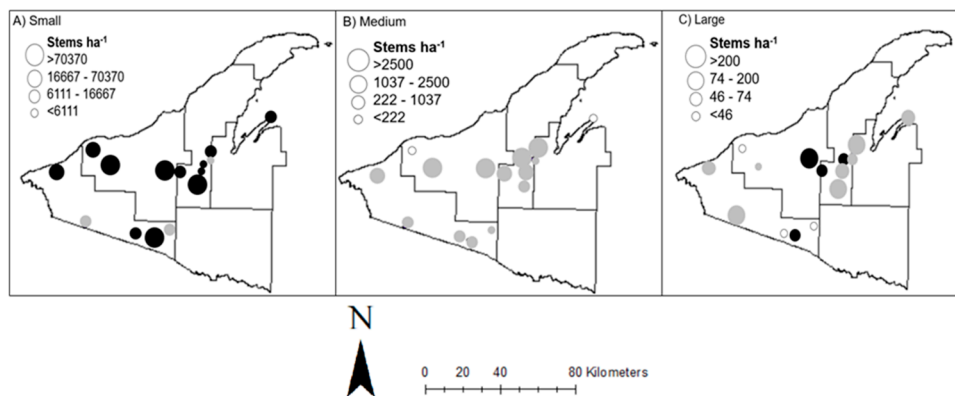 A) Small
Stems ha-1
>70370
16667 - 70370
6111 - 16667
<6111
B) Medium
Stems ha-1
>2500
1037 - 2500
222 - 1037
<222
C) Large
Stems ha-1
>200
74 - 200
46 - 74
<46
N
0 20 40 80 Kilometers